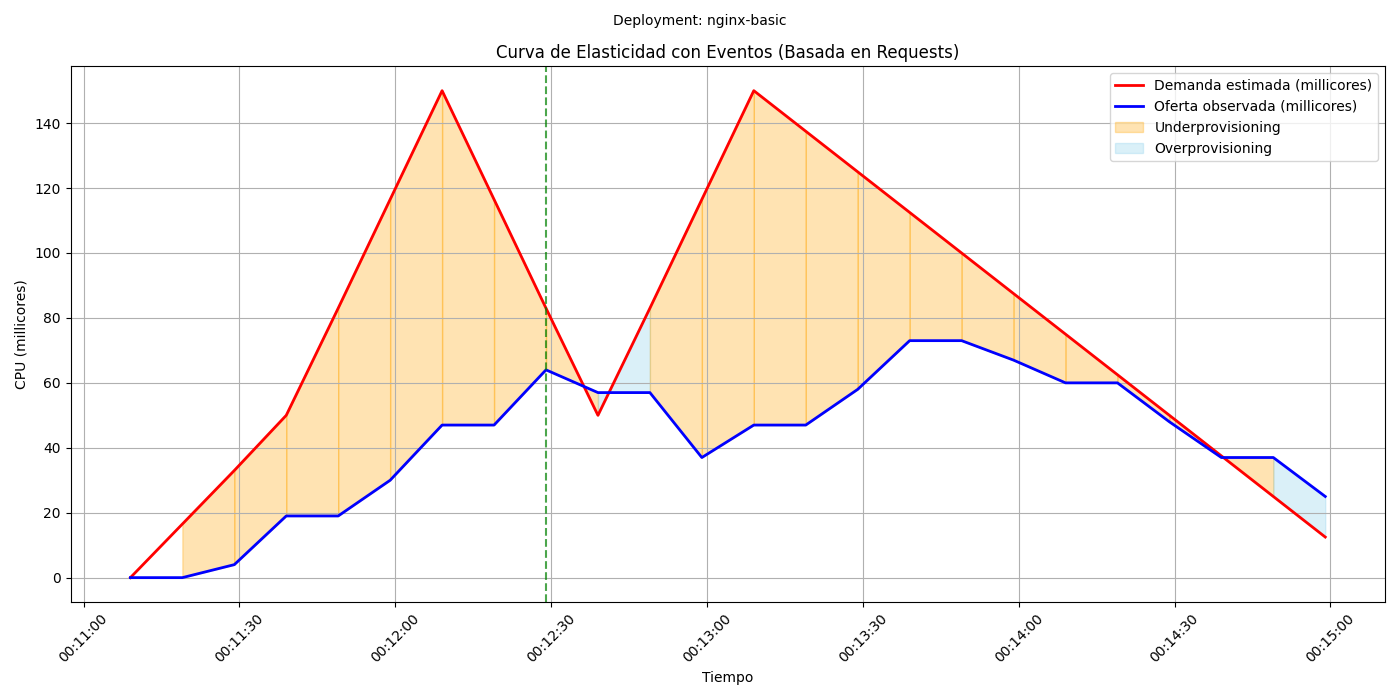 Deployment: nginx-basic
Curva de Elasticidad con Eventos (Basada en Requests)
Demanda estimada (millicores)
Oferta observada (millicores)
Underprovisioning
Overprovisioning
CPU (millicores)
140
120
100
80
60
40
20
0
00:11:00
00:11:30
00:12:00
00:12:30
00:13:00
00:13:30
00:14:00
00:14:30
00:15:00
Tiempo